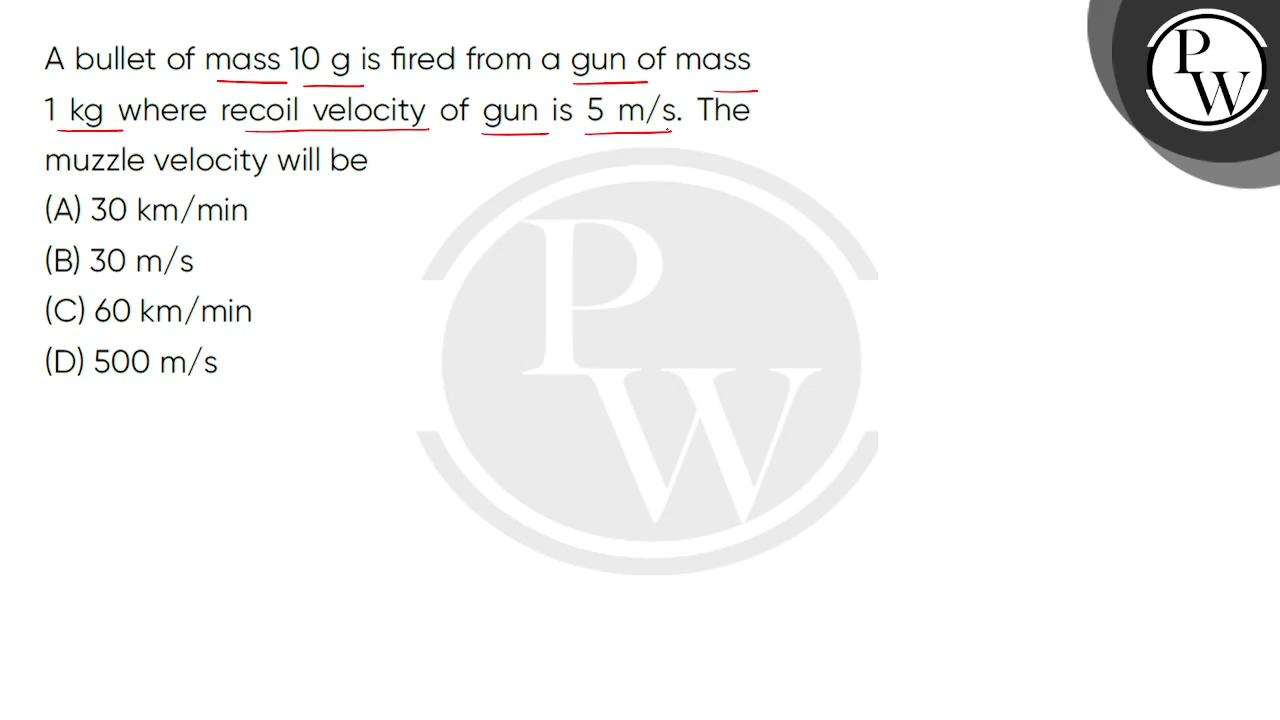 A bullet of mass 10 g is fired from a gun of mass
1 kg where recoil velocity of gun is 5 m/s. The
muzzle velocity will be
(A) 30 km/min
(B) 30 m/s
(C) 60 km/min
(D) 500 m/s
P
W
P
W